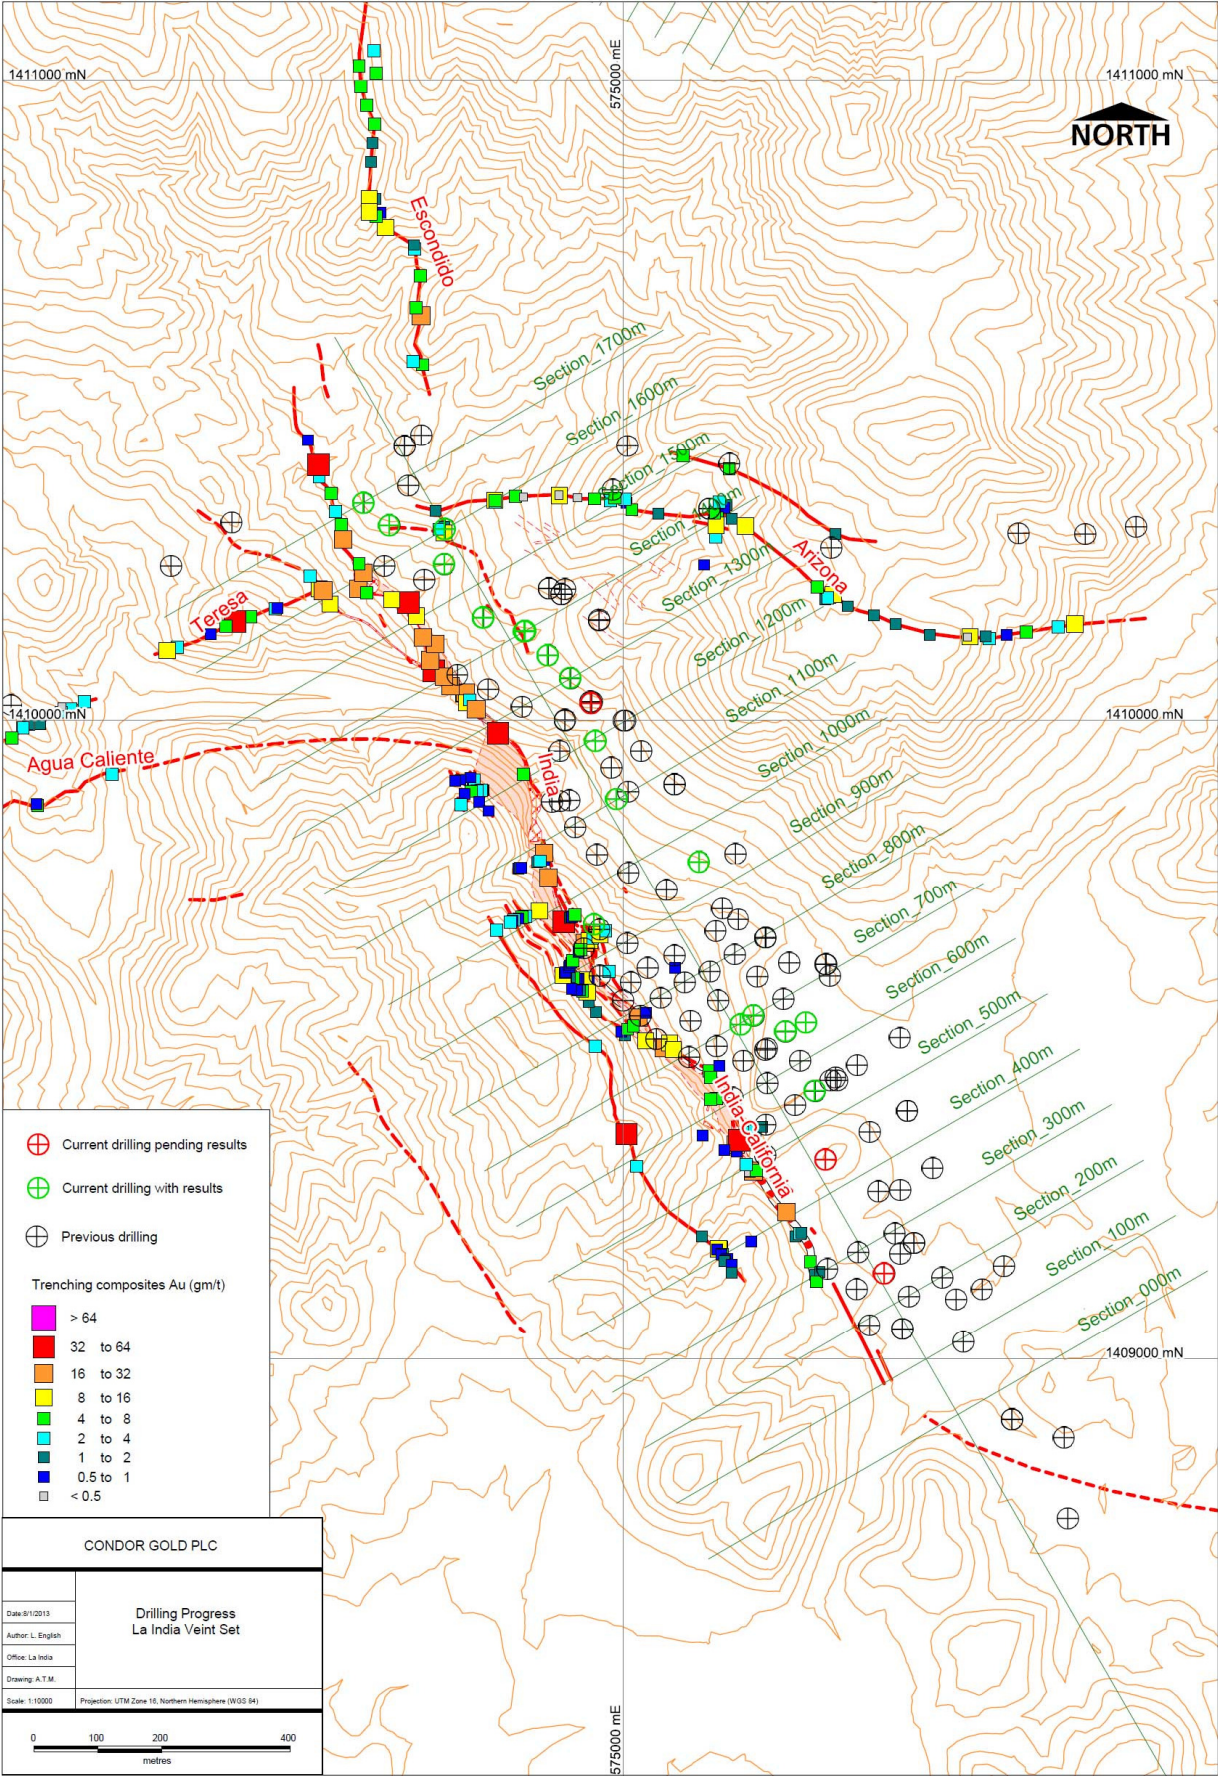 1411000 mN
575000 mE
1411000 mN
NORTH
Escondido
Section_1700m
Section_1600m
Section_1500m
Section_1300m
Section_1200m
Section_1100m
Section_1000m
Section_900m
Section_800m
Section_700m
Section_600m
Section_500m
Section_400m
Section_300m
Section_200m
Section_100m
Section_000m
Arizona
Teresa
1410000 mN
1410000 mN
Agua Caliente
India
India-California
1409000 mN
Current drilling pending results
Current drilling with results
Previous drilling
Trenching composites Au (gm/t)
> 64
32 to 64
16 to 32
8 to 16
4 to 8
2 to 4
1 to 2
0.5 to 1
< 0.5
CONDOR GOLD PLC
Drilling Progress
La India Veint Set
Date:8/1/2013
Author: L. English
Office: La India
Drawing: A.T.M.
Scale: 1:10000
Projection: UTM Zone 16, Northern Hemisphere (WGS 84)
0 100 200 400
metres
575000 mE